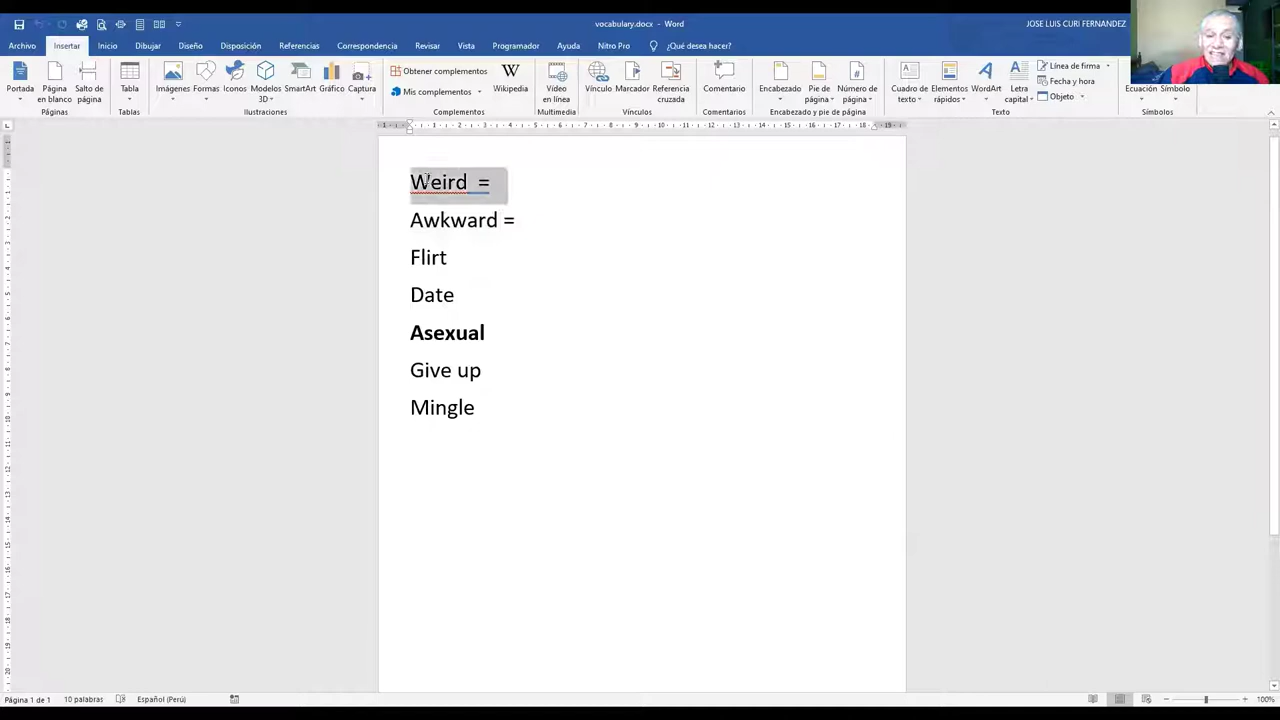 vocabulary.docx - Word
JOSE LUIS CURI FERNANDEZ
Archivo Insertar Inicio Dibujar Diseño Disposición Referencias Correspondencia Revisar Vista Programador Ayuda Nitro Pro ¿Qué desea hacer?
Portada
Página en blanco
Salto de página
Páginas
Tabla
Tablas
Imágenes
Formas
Iconos
Modelos 3D
SmartArt
Gráfico
Captura
Ilustraciones
Obtener complementos
Mis complementos
Wikipedia
Complementos
Vídeo en línea
Multimedia
Vínculo
Marcador
Referencia cruzada
Vínculos
Comentario
Comentarios
Encabezado
Pie de página
Número de página
Encabezado y pie de página
Cuadro de texto
Elementos rápidos
WordArt
Letra capital
Línea de firma
Fecha y hora
Objeto
Texto
Ecuación
Símbolo
Símbolos
Weird =
Awkward =
Flirt
Date
Asexual
Give up
Mingle
Página 1 de 1 10 palabras Español (Perú) 100%